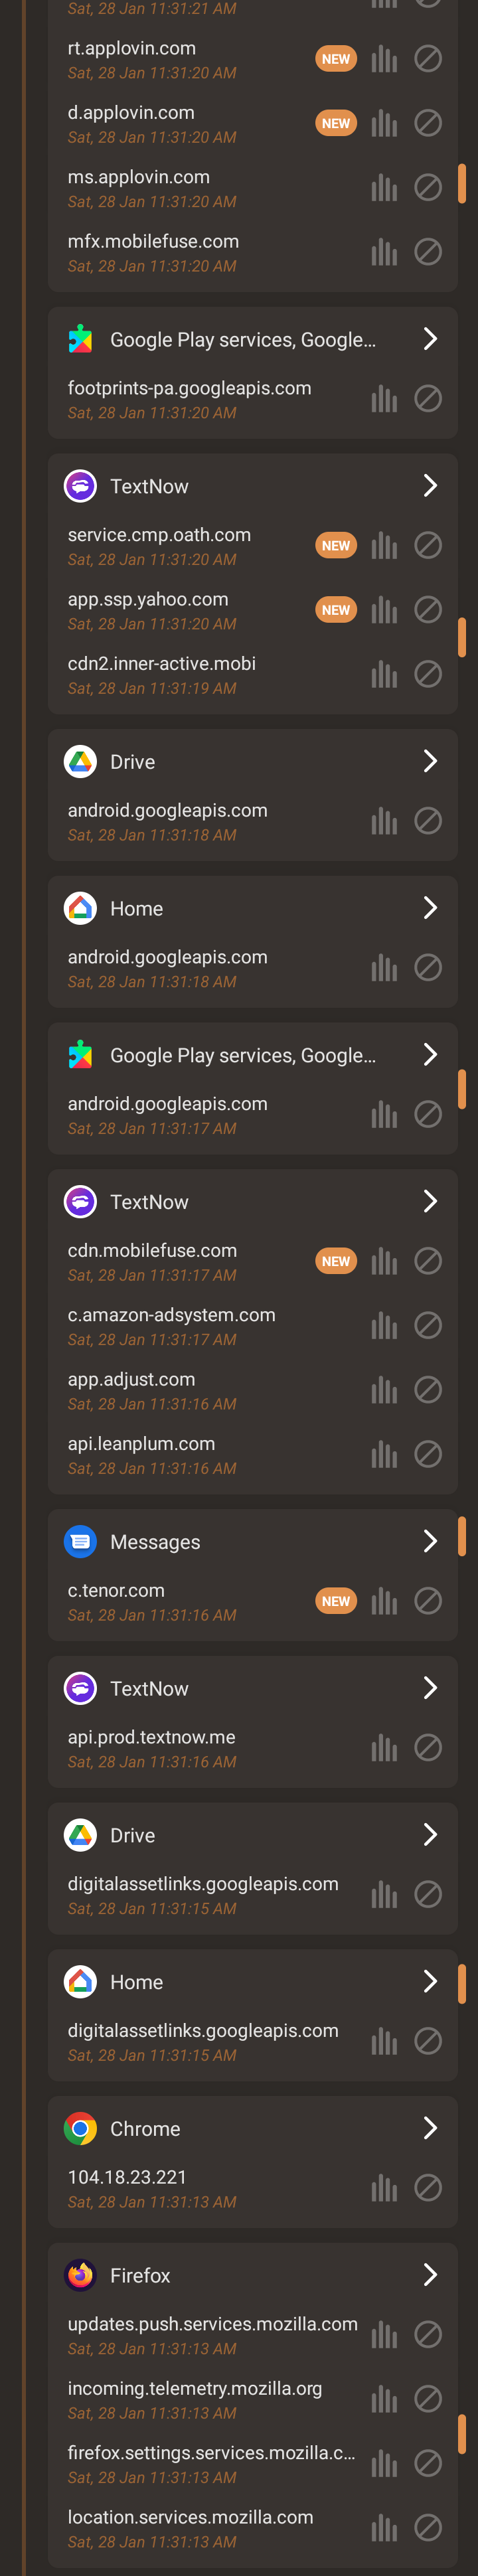 Sat, 28 Jan 11:31:21 AM
rt.applovin.com
NEW
Sat, 28 Jan 11:31:20 AM
d.applovin.com
NEW
Sat, 28 Jan 11:31:20 AM
ms.applovin.com
Sat, 28 Jan 11:31:20 AM
mfx.mobilefuse.com
Sat, 28 Jan 11:31:20 AM
Google Play services, Google...
footprints-pa.googleapis.com
Sat, 28 Jan 11:31:20 AM
TextNow
service.cmp.oath.com
NEW
Sat, 28 Jan 11:31:20 AM
app.ssp.yahoo.com
NEW
Sat, 28 Jan 11:31:20 AM
cdn2.inner-active.mobi
Sat, 28 Jan 11:31:19 AM
Drive
android.googleapis.com
Sat, 28 Jan 11:31:18 AM
Home
android.googleapis.com
Sat, 28 Jan 11:31:18 AM
Google Play services, Google...
android.googleapis.com
Sat, 28 Jan 11:31:17 AM
TextNow
cdn.mobilefuse.com
NEW
Sat, 28 Jan 11:31:17 AM
c.amazon-adsystem.com
Sat, 28 Jan 11:31:17 AM
app.adjust.com
Sat, 28 Jan 11:31:16 AM
api.leanplum.com
Sat, 28 Jan 11:31:16 AM
Messages
c.tenor.com
NEW
Sat, 28 Jan 11:31:16 AM
TextNow
api.prod.textnow.me
Sat, 28 Jan 11:31:16 AM
Drive
digitalassetlinks.googleapis.com
Sat, 28 Jan 11:31:15 AM
Home
digitalassetlinks.googleapis.com
Sat, 28 Jan 11:31:15 AM
Chrome
104.18.23.221
Sat, 28 Jan 11:31:13 AM
Firefox
updates.push.services.mozilla.com
Sat, 28 Jan 11:31:13 AM
incoming.telemetry.mozilla.org
Sat, 28 Jan 11:31:13 AM
firefox.settings.services.mozilla.c...
Sat, 28 Jan 11:31:13 AM
location.services.mozilla.com
Sat, 28 Jan 11:31:13 AM